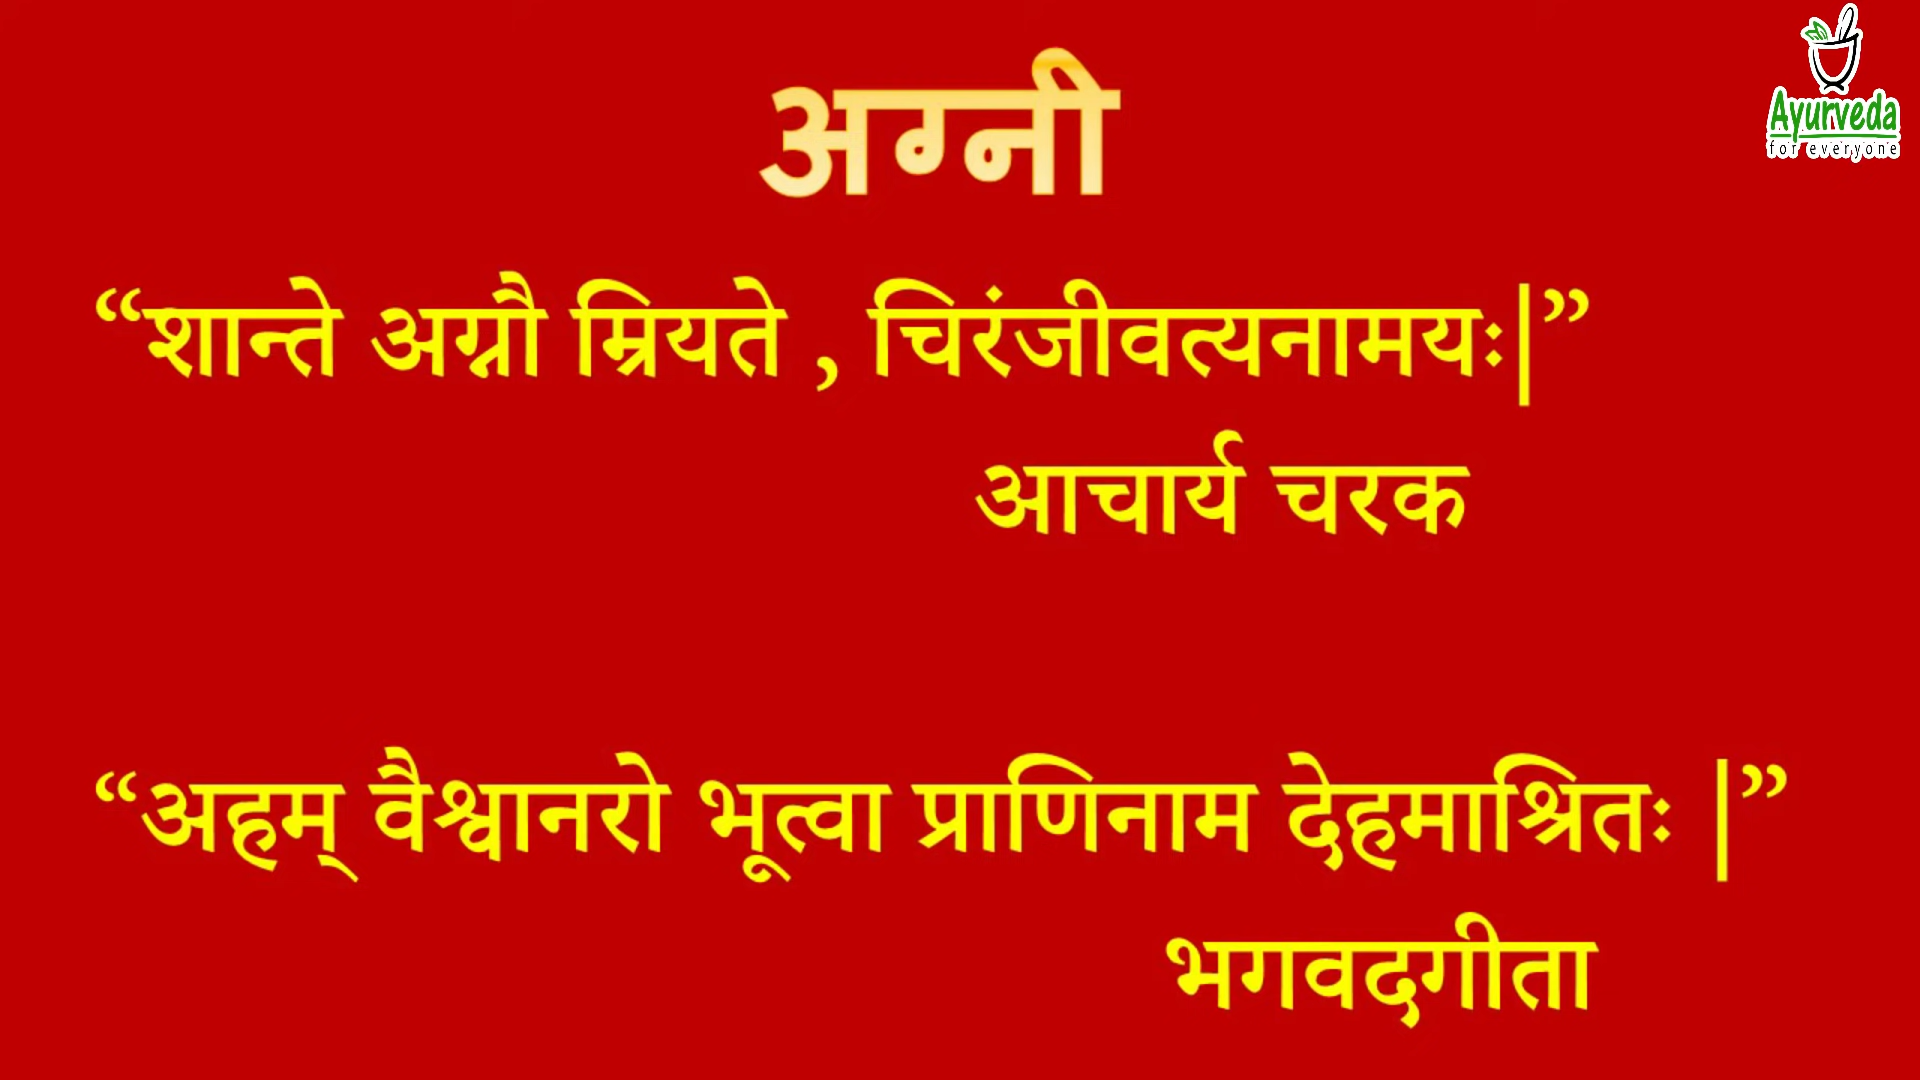 Ayurveda
for everyone
अग्नी
“शान्ते अग्नौ म्रियते , चिरंजीवत्यनामयः|”
आचार्य चरक
“अहम् वैश्वानरो भूत्वा प्राणिनाम देहमाश्रितः |”
भगवदगीता